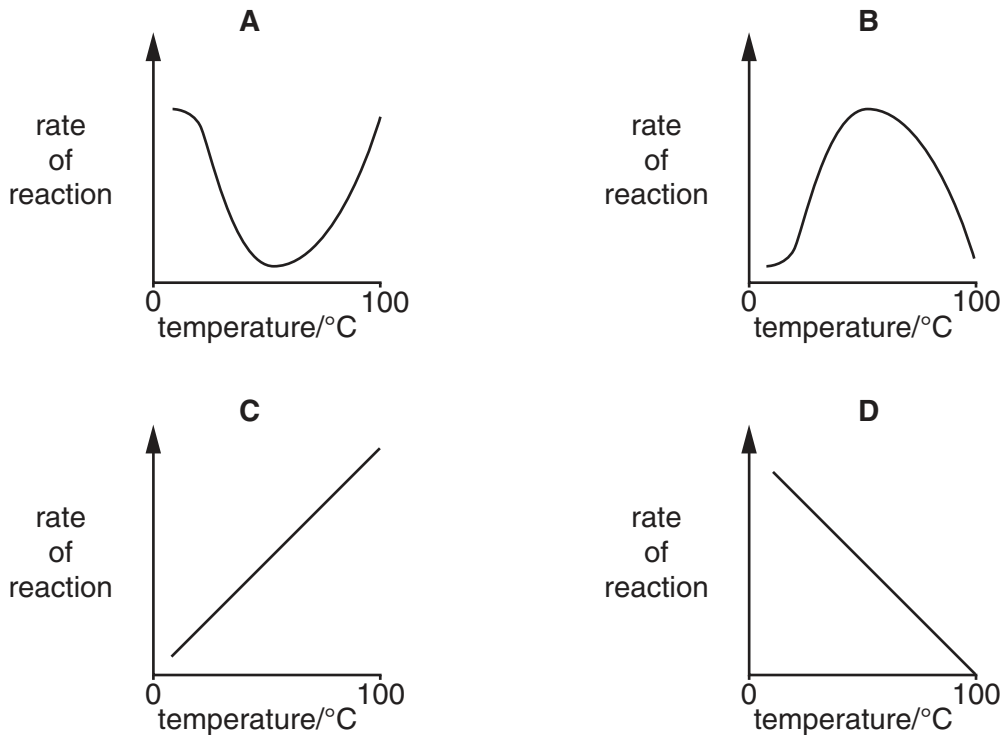 A
rate
of
reaction
0
100
temperature/°C
B
rate
of
reaction
0
100
temperature/°C
C
rate
of
reaction
0
100
temperature/°C
D
rate
of
reaction
0
100
temperature/°C